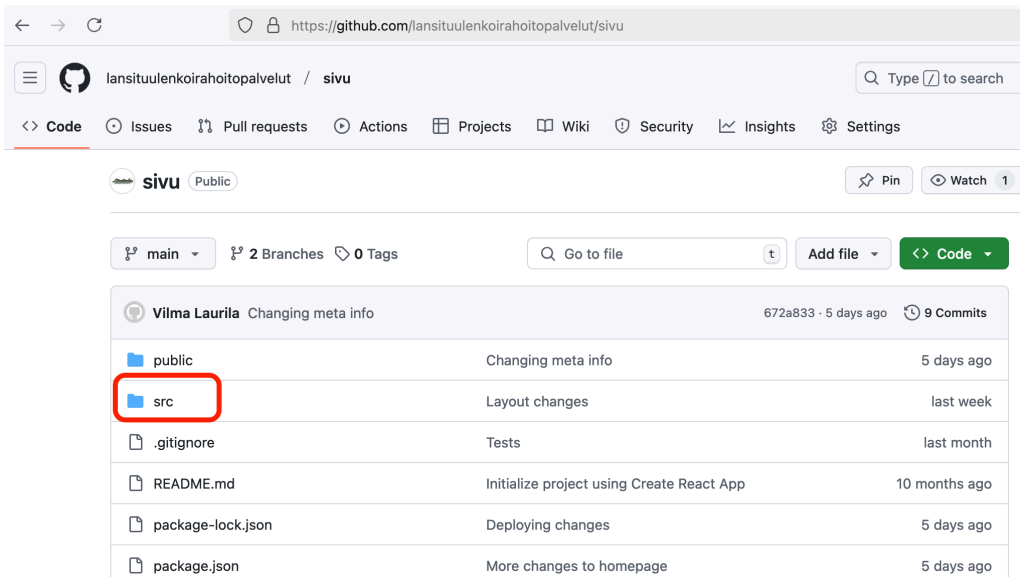 https://github.com/lansituulenkoirahoitopalvelut/sivu
lansituulenkoirahoitopalvelut / sivu
Type / to search
Code Issues Pull requests Actions Projects Wiki Security Insights Settings
sivu Public Pin Watch 1
main 2 Branches 0 Tags Go to file t Add file Code
Vilma Laurila Changing meta info 672a833 · 5 days ago 9 Commits
public Changing meta info 5 days ago
src Layout changes last week
.gitignore Tests last month
README.md Initialize project using Create React App 10 months ago
package-lock.json Deploying changes 5 days ago
package.json More changes to homepage 5 days ago